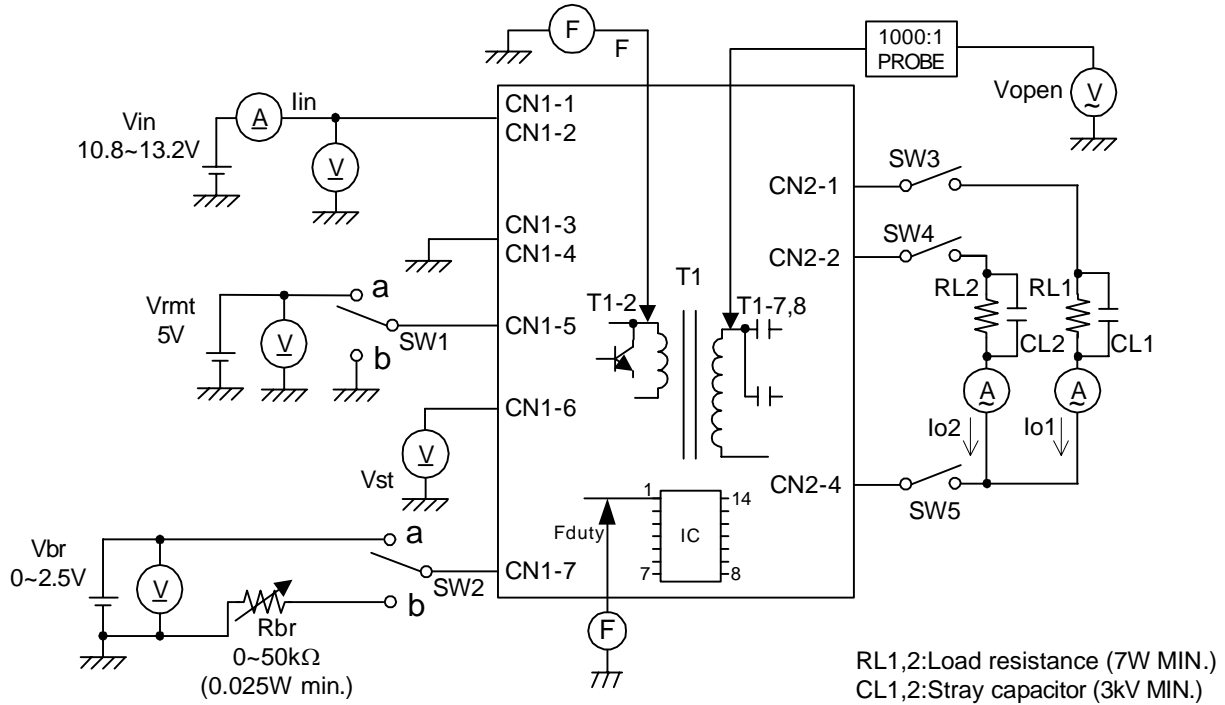 F
F
1000:1
PROBE
Vopen
V
Iin
A
Vin
10.8~13.2V
V
CN1-1
CN1-2
SW3
CN2-1
CN1-3
CN1-4
SW4
CN2-2
a
Vrmt
5V
V
SW1
b
CN1-5
T1
T1-2
T1-7,8
RL2
RL1
CL2
CL1
CN1-6
V
Vst
A
A
Io2
Io1
CN2-4
SW5
1
14
Fduty
IC
7
8
a
Vbr
0~2.5V
V
SW2
CN1-7
b
Rbr
0~50kΩ
(0.025W min.)
F
RL1,2:Load resistance (7W MIN.)
CL1,2:Stray capacitor (3kV MIN.)